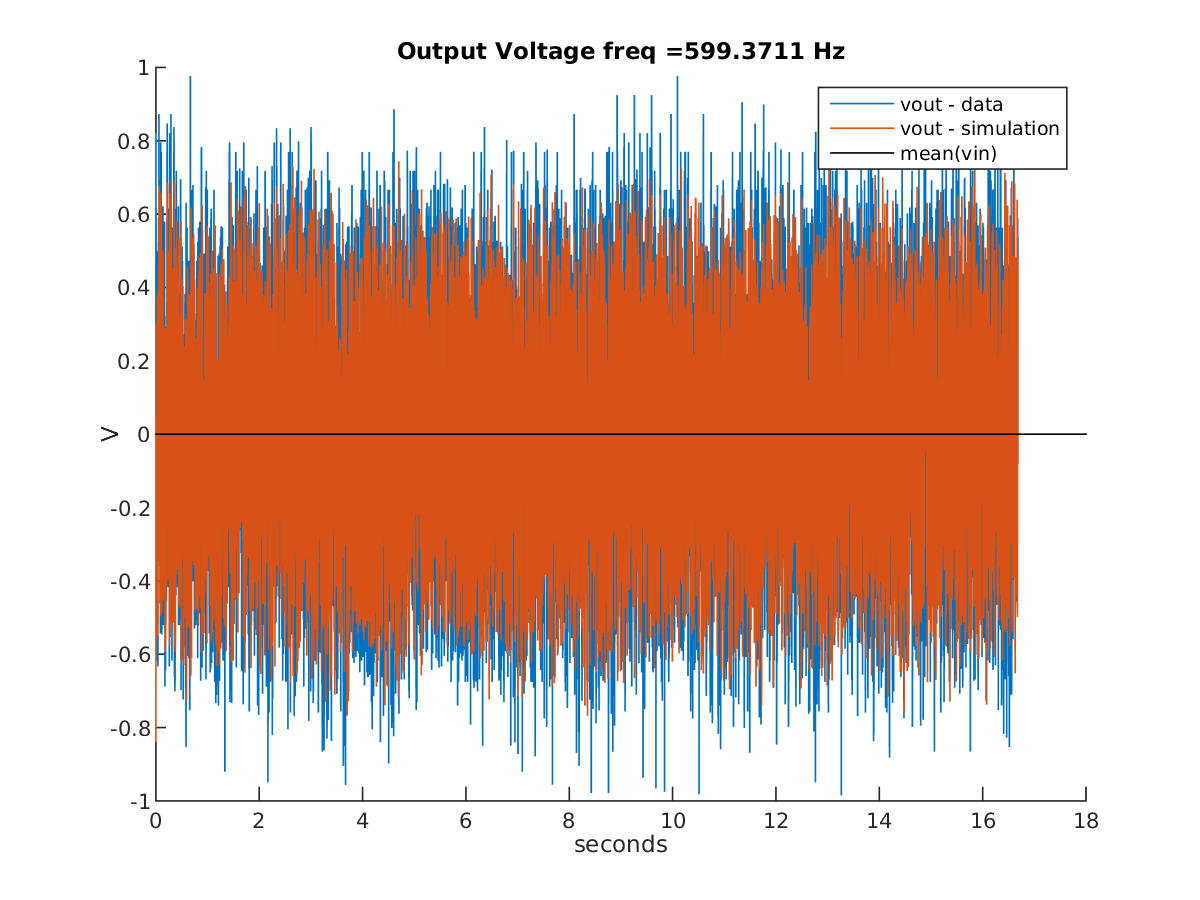 Output Voltage freq =599.3711 Hz
vout - data
vout - simulation
mean(vin)
1
0.8
0.6
0.4
0.2
0
-0.2
-0.4
-0.6
-0.8
-1
V
0 2 4 6 8 10 12 14 16 18
seconds